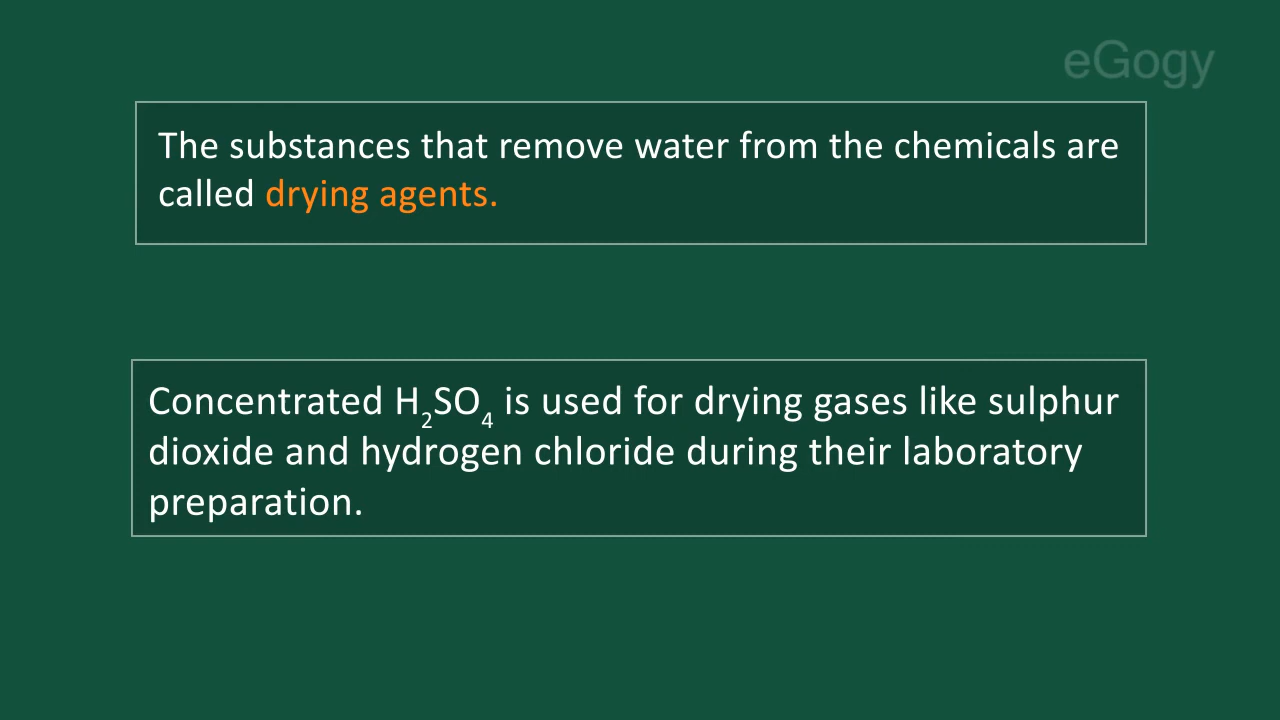 eGogy
The substances that remove water from the chemicals are
called drying agents.
Concentrated H₂SO₄ is used for drying gases like sulphur
dioxide and hydrogen chloride during their laboratory
preparation.